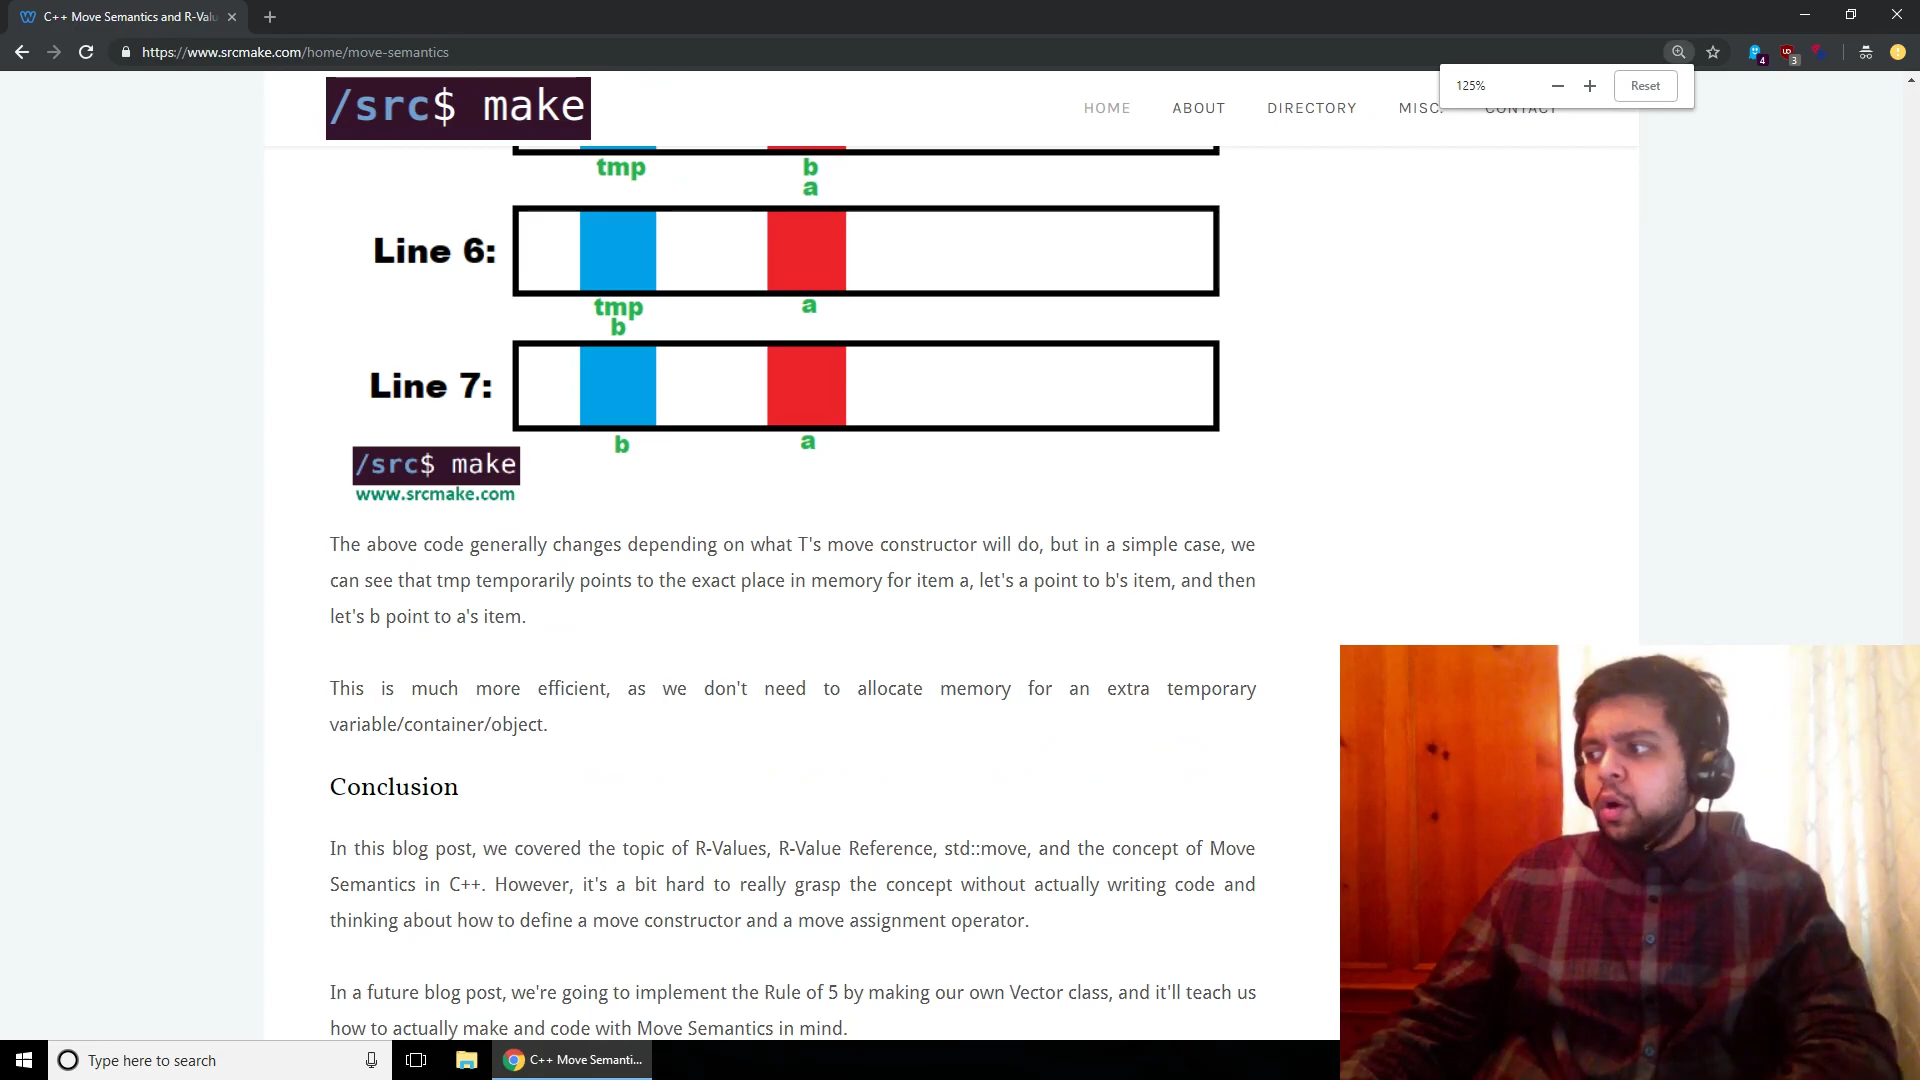 C++ Move Semantics and R-Valu
https://www.srcmake.com/home/move-semantics
4
3
125%
Reset
/src$ make
HOME
ABOUT
DIRECTORY
MISC.
CONTACT
tmp
b
a
Line 6:
tmp
b
a
Line 7:
b
a
/src$ make
www.srcmake.com
The above code generally changes depending on what T's move constructor will do, but in a simple case, we
can see that tmp temporarily points to the exact place in memory for item a, let's a point to b's item, and then
let's b point to a's item.
This is much more efficient, as we don't need to allocate memory for an extra temporary
variable/container/object.
Conclusion
In this blog post, we covered the topic of R-Values, R-Value Reference, std::move, and the concept of Move
Semantics in C++. However, it's a bit hard to really grasp the concept without actually writing code and
thinking about how to define a move constructor and a move assignment operator.
In a future blog post, we're going to implement the Rule of 5 by making our own Vector class, and it'll teach us
how to actually make and code with Move Semantics in mind.
Type here to search
C++ Move Semanti...